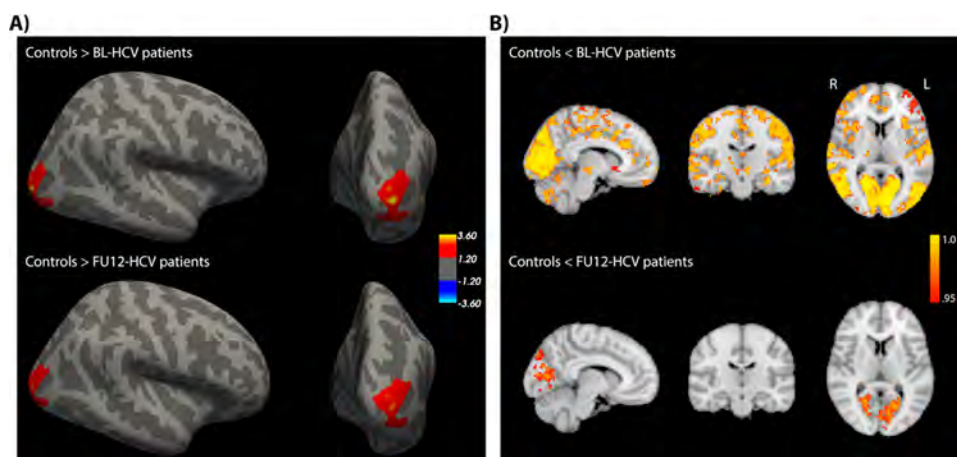 A)
Controls > BL-HCV patients
3.60
1.20
-1.20
-3.60
Controls > FU12-HCV patients
B)
Controls < BL-HCV patients
R L
1.0
.95
Controls < FU12-HCV patients